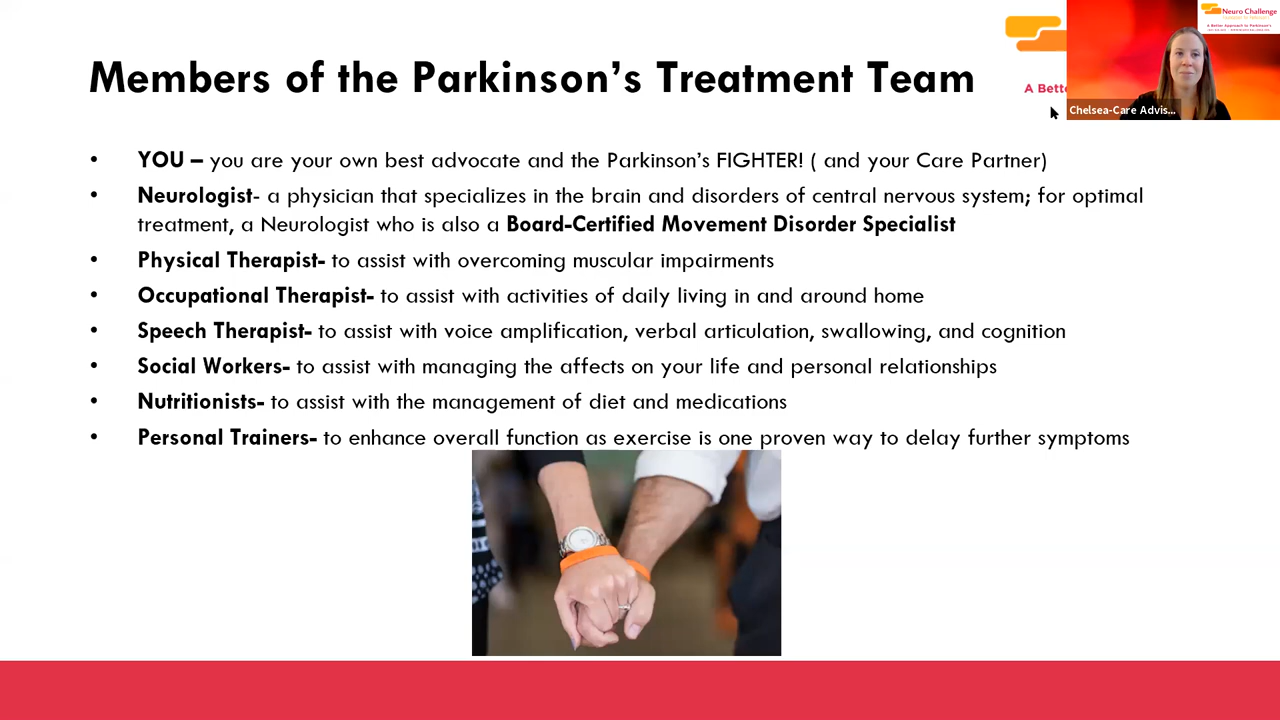 Members of the Parkinson's Treatment Team
A Bette
Neuro Challenge
Chelsea-Care Advis...
• YOU – you are your own best advocate and the Parkinson's FIGHTER! ( and your Care Partner)
• Neurologist- a physician that specializes in the brain and disorders of central nervous system; for optimal
treatment, a Neurologist who is also a Board-Certified Movement Disorder Specialist
• Physical Therapist- to assist with overcoming muscular impairments
• Occupational Therapist- to assist with activities of daily living in and around home
• Speech Therapist- to assist with voice amplification, verbal articulation, swallowing, and cognition
• Social Workers- to assist with managing the affects on your life and personal relationships
• Nutritionists- to assist with the management of diet and medications
• Personal Trainers- to enhance overall function as exercise is one proven way to delay further symptoms